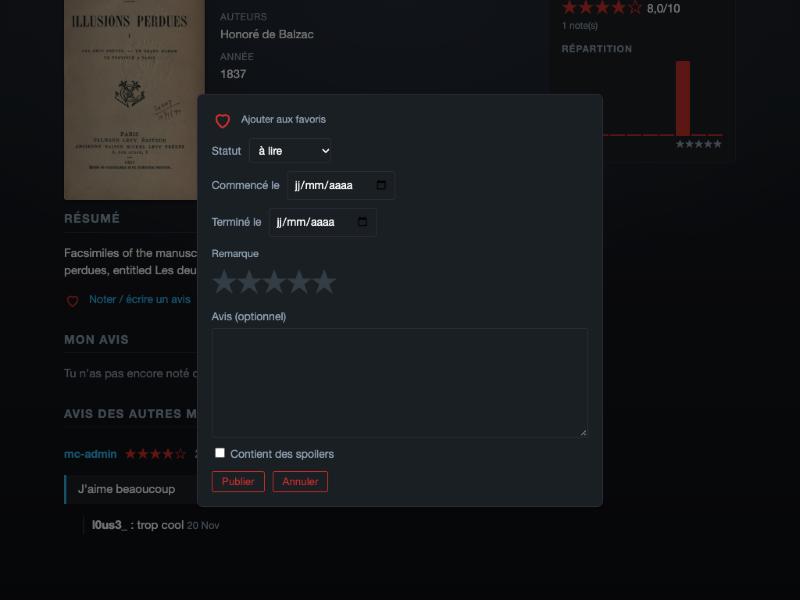 ILLUSIONS PERDUES
I
PARIS
1837
AUTEURS
Honoré de Balzac
ANNÉE
1837
8,0/10
1 note(s)
RÉPARTITION
★★★★★
RÉSUMÉ
Facsimiles of the manusc
perdues, entitled Les deu
Noter / écrire un avis
MON AVIS
Tu n'as pas encore noté c
AVIS DES AUTRES M
mc-admin ★★★★☆ 2
J'aime beaoucoup
l0us3_ : trop cool 20 Nov
Ajouter aux favoris
Statut à lire
Commencé le jj/mm/aaaa
Terminé le jj/mm/aaaa
Remarque
Avis (optionnel)
Contient des spoilers
Publier Annuler